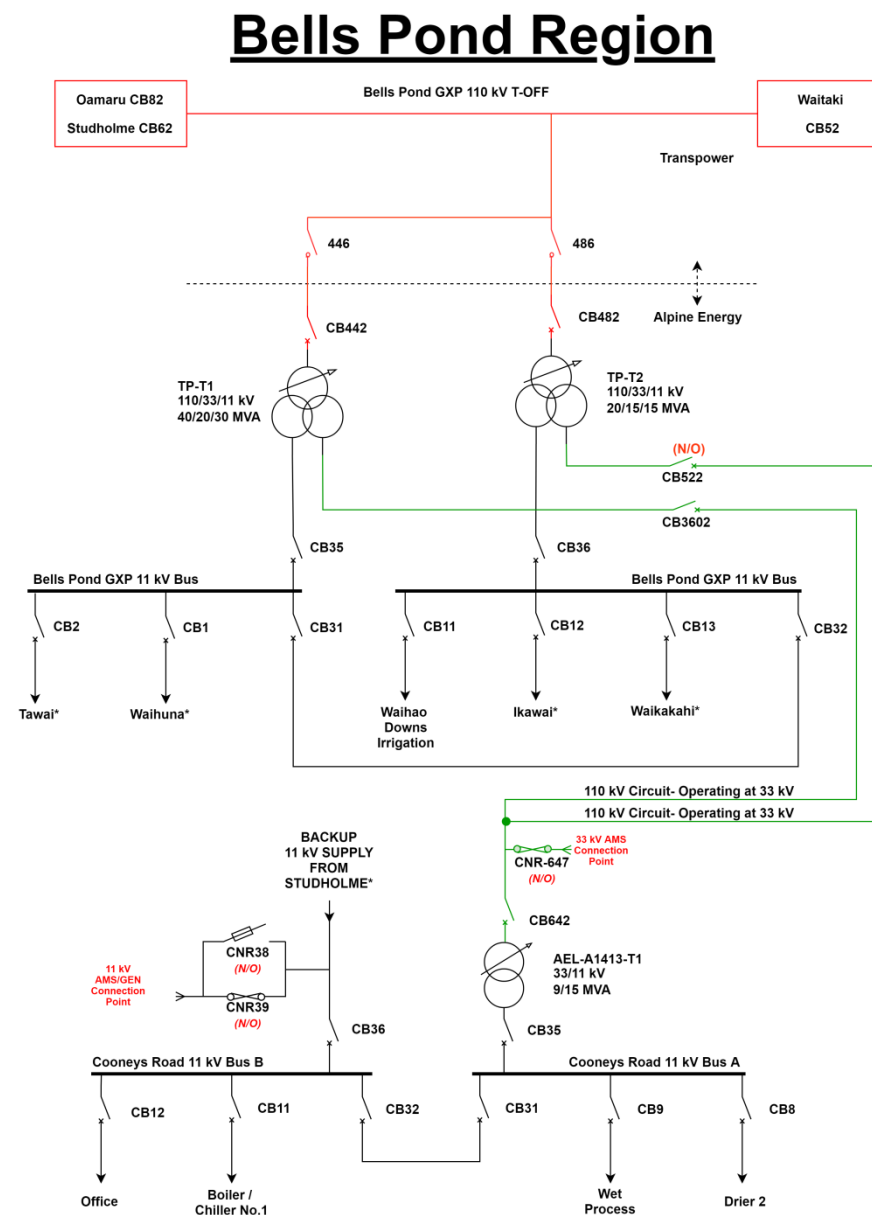 Bells Pond Region
Oamaru CB82
Studholme CB62
Bells Pond GXP 110 kV T-OFF
Waitaki
CB52
Transpower
446
486
CB442
CB482
Alpine Energy
TP-T1
110/33/11 kV
40/20/30 MVA
TP-T2
110/33/11 kV
20/15/15 MVA
(N/O)
CB522
CB3602
CB35
CB36
Bells Pond GXP 11 kV Bus
Bells Pond GXP 11 kV Bus
CB2
CB1
CB31
CB11
CB12
CB13
CB32
Tawai*
Waihuna*
Waihao
Downs
Irrigation
Ikawai*
Waikakahi*
110 kV Circuit- Operating at 33 kV
110 kV Circuit- Operating at 33 kV
BACKUP
11 kV SUPPLY
FROM
STUDHOLME*
33 kV AMS
Connection
Point
CNR-647
(N/O)
CB642
CNR38
(N/O)
11 kV
AMS/GEN
Connection
Point
CNR39
(N/O)
AEL-A1413-T1
33/11 kV
9/15 MVA
CB36
CB35
Cooneys Road 11 kV Bus B
Cooneys Road 11 kV Bus A
CB12
CB11
CB32
CB31
CB9
CB8
Office
Boiler /
Chiller No.1
Wet
Process
Drier 2